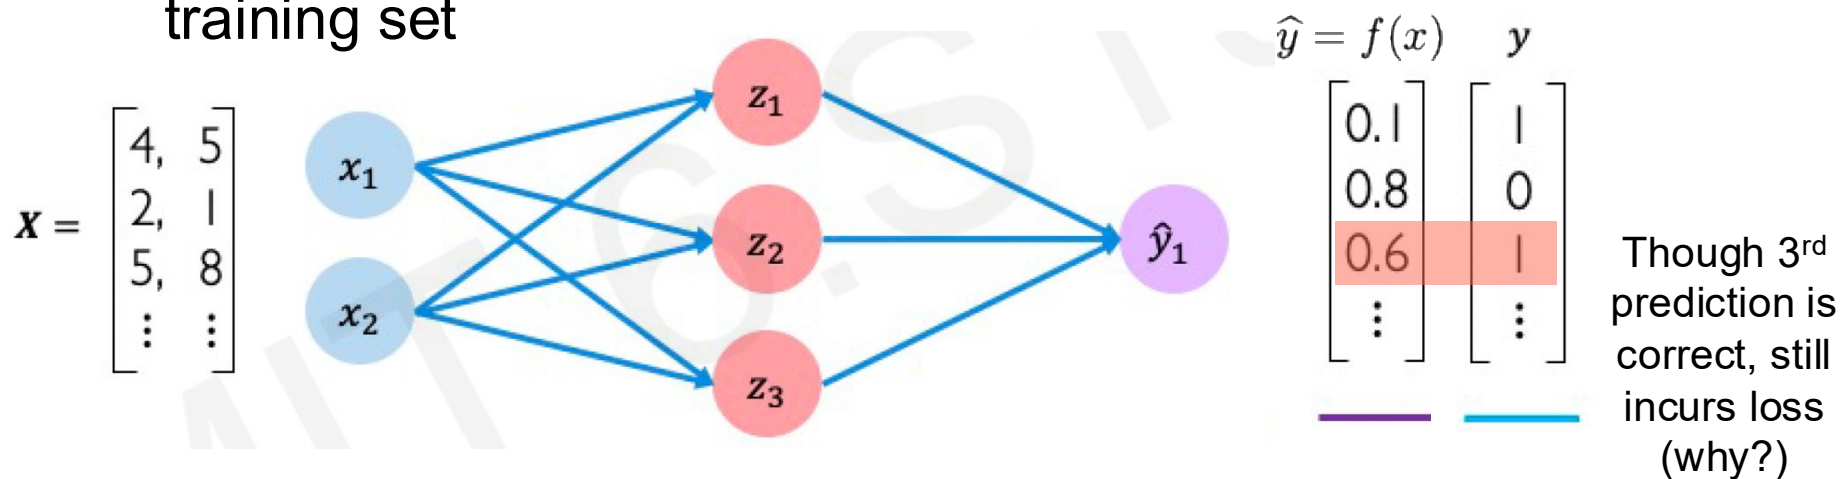 training set
X =
4, 5
2, 1
5, 8
⋮ ⋮
x₁
x₂
z₁
z₂
z₃
ŷ₁
ŷ = f(x) y
0.1 1
0.8 0
0.6 1
⋮ ⋮
Though 3rd
prediction is
correct, still
incurs loss
(why?)